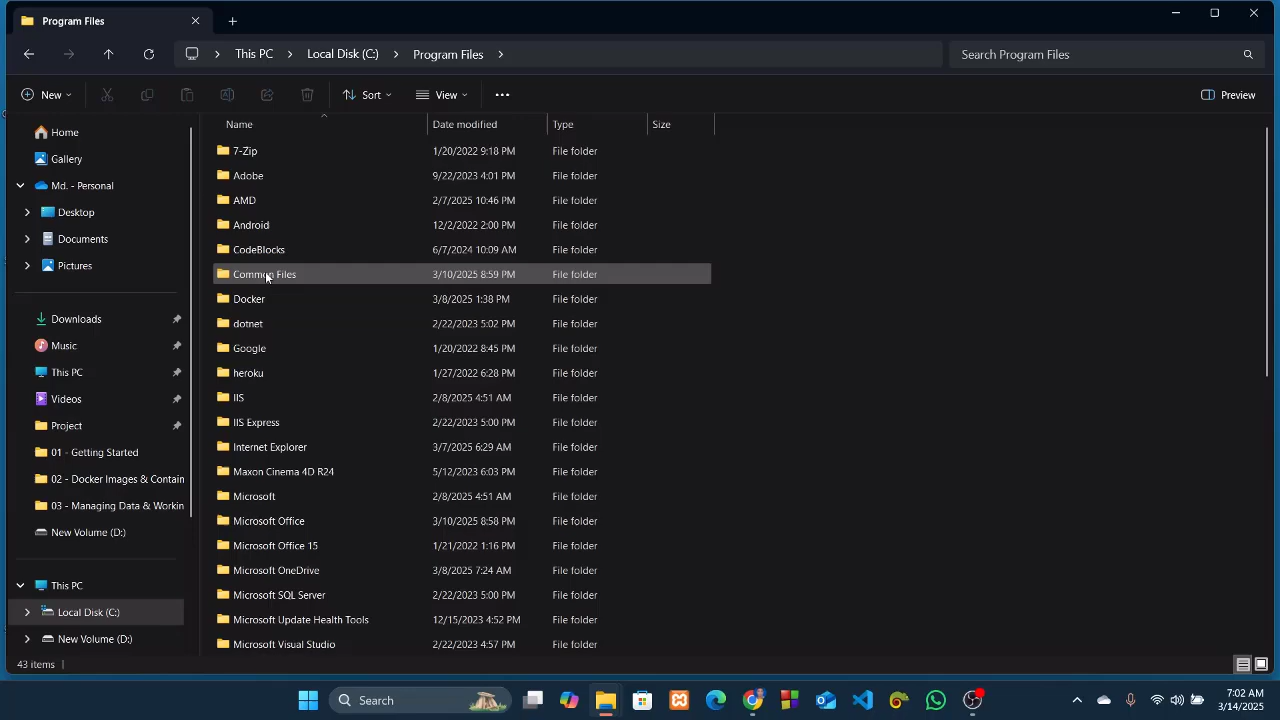 Program Files
This PC
Local Disk (C:)
Program Files
Search Program Files
New
Sort
View
Preview
Home
Gallery
Md. - Personal
Desktop
Documents
Pictures
Downloads
Music
This PC
Videos
Project
01 - Getting Started
02 - Docker Images & Contain
03 - Managing Data & Workin
New Volume (D:)
This PC
Local Disk (C:)
New Volume (D:)
Name Date modified Type Size
7-Zip 1/20/2022 9:18 PM File folder
Adobe 9/22/2023 4:01 PM File folder
AMD 2/7/2025 10:46 PM File folder
Android 12/2/2022 2:00 PM File folder
CodeBlocks 6/7/2024 10:09 AM File folder
Common Files 3/10/2025 8:59 PM File folder
Docker 3/8/2025 1:38 PM File folder
dotnet 2/22/2023 5:02 PM File folder
Google 1/20/2022 8:45 PM File folder
heroku 1/27/2022 6:28 PM File folder
IIS 2/8/2025 4:51 AM File folder
IIS Express 2/22/2023 5:00 PM File folder
Internet Explorer 3/7/2025 6:29 AM File folder
Maxon Cinema 4D R24 5/12/2023 6:03 PM File folder
Microsoft 2/8/2025 4:51 AM File folder
Microsoft Office 3/10/2025 8:58 PM File folder
Microsoft Office 15 1/21/2022 1:16 PM File folder
Microsoft OneDrive 3/8/2025 7:24 AM File folder
Microsoft SQL Server 2/22/2023 5:00 PM File folder
Microsoft Update Health Tools 12/15/2023 4:52 PM File folder
Microsoft Visual Studio 2/22/2023 4:57 PM File folder
43 items
Search
7:02 AM
3/14/2025